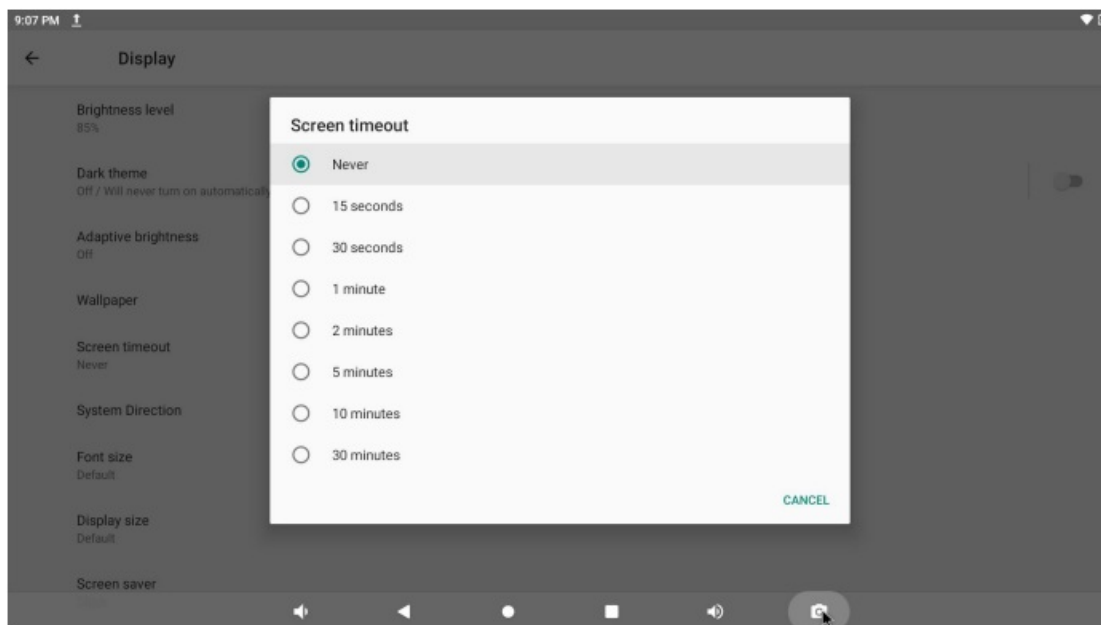 9:07 PM
Display
Brightness level
85%
Dark theme
Off / Will never turn on automatically
Adaptive brightness
Off
Wallpaper
Screen timeout
Never
System Direction
Font size
Default
Display size
Default
Screen saver
Screen timeout
Never
15 seconds
30 seconds
1 minute
2 minutes
5 minutes
10 minutes
30 minutes
CANCEL